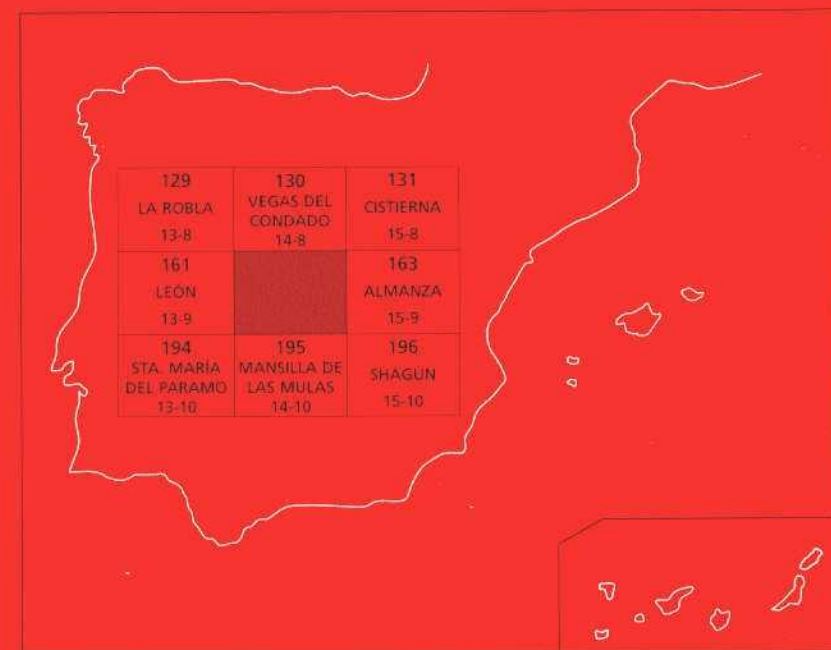 129
LA ROBLA
13-8
130
VEGAS DEL
CONDADO
14-8
131
CISTIERNA
15-8
161
LEÓN
13-9
163
ALMANZA
15-9
194
STA. MARÍA
DEL PARAMO
13-10
195
MANSILLA DE
LAS MULAS
14-10
196
SHAGÚN
15-10